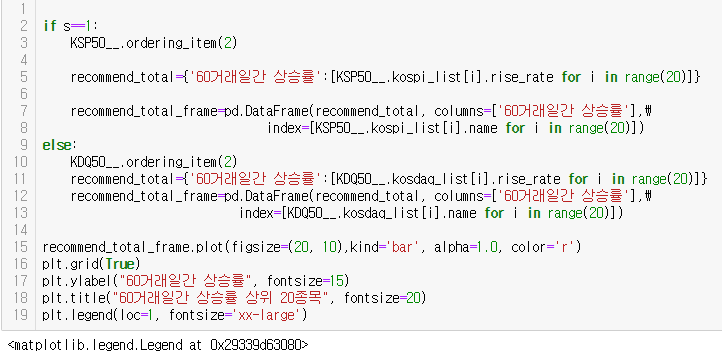 1
2 if s==1:
3     KSP50__.ordering_item(2)
4
5     recommend_total={'60거래일간 상승률':[KSP50__.kospi_list[i].rise_rate for i in range(20)]}
6
7     recommend_total_frame=pd.DataFrame(recommend_total, columns=['60거래일간 상승률'],₩
8                             index=[KSP50__.kospi_list[i].name for i in range(20)])
9 else:
10     KDQ50__.ordering_item(2)
11     recommend_total={'60거래일간 상승률':[KDQ50__.kosdaq_list[i].rise_rate for i in range(20)]}
12     recommend_total_frame=pd.DataFrame(recommend_total, columns=['60거래일간 상승률'],₩
13                         index=[KDQ50__.kosdaq_list[i].name for i in range(20)])
14
15 recommend_total_frame.plot(figsize=(20, 10),kind='bar', alpha=1.0, color='r')
16 plt.grid(True)
17 plt.ylabel("60거래일간 상승률", fontsize=15)
18 plt.title("60거래일간 상승률 상위 20종목", fontsize=20)
19 plt.legend(loc=1, fontsize='xx-large')
<matplotlib.legend.Legend at 0x29339d63080>